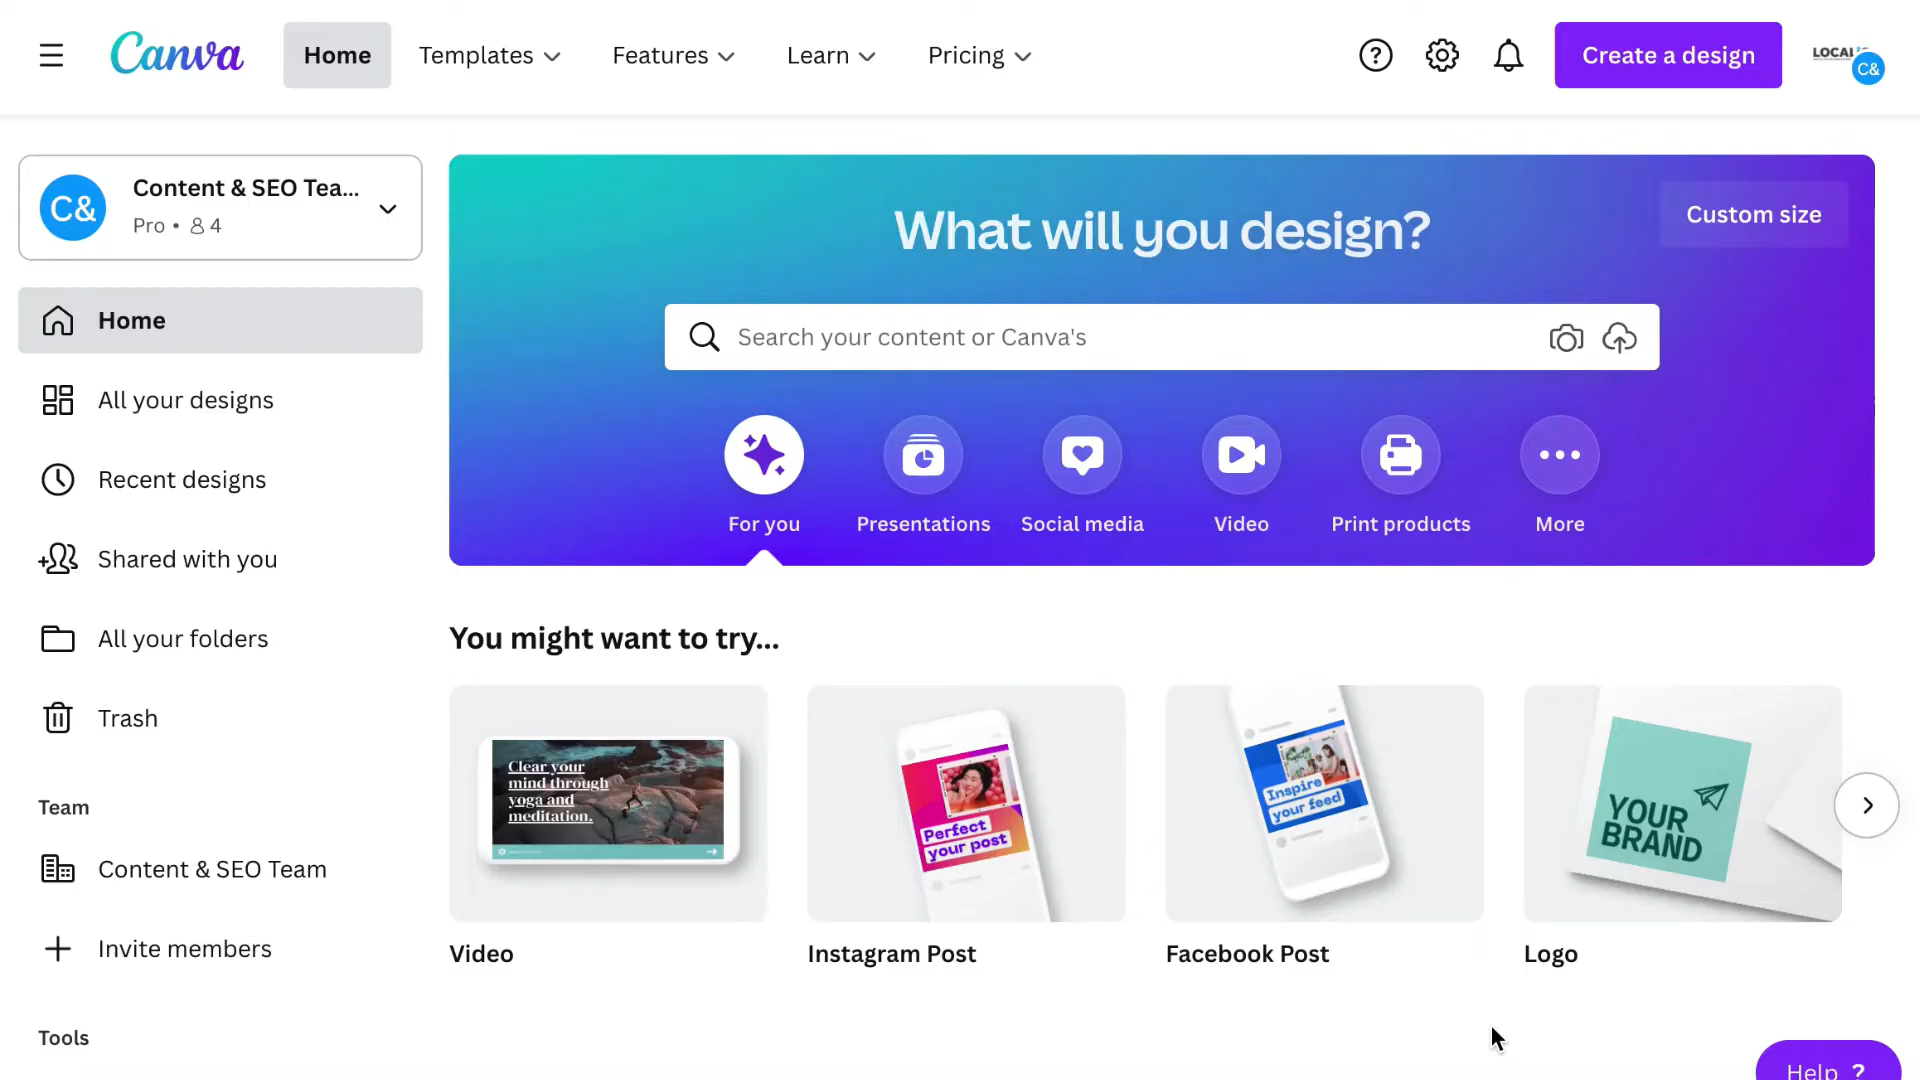 Canva
Home
Templates
Features
Learn
Pricing
Create a design
LOCAL
C&
C&
Content & SEO Tea...
Pro • 4
Home
All your designs
Recent designs
Shared with you
All your folders
Trash
Team
Content & SEO Team
Invite members
Tools
What will you design?
Custom size
Search your content or Canva's
For you
Presentations
Social media
Video
Print products
More
You might want to try...
Clear your
mind through
yoga and
meditation.
Perfect
your post
Inspire
your feed
YOUR
BRAND
Video
Instagram Post
Facebook Post
Logo
Help ?